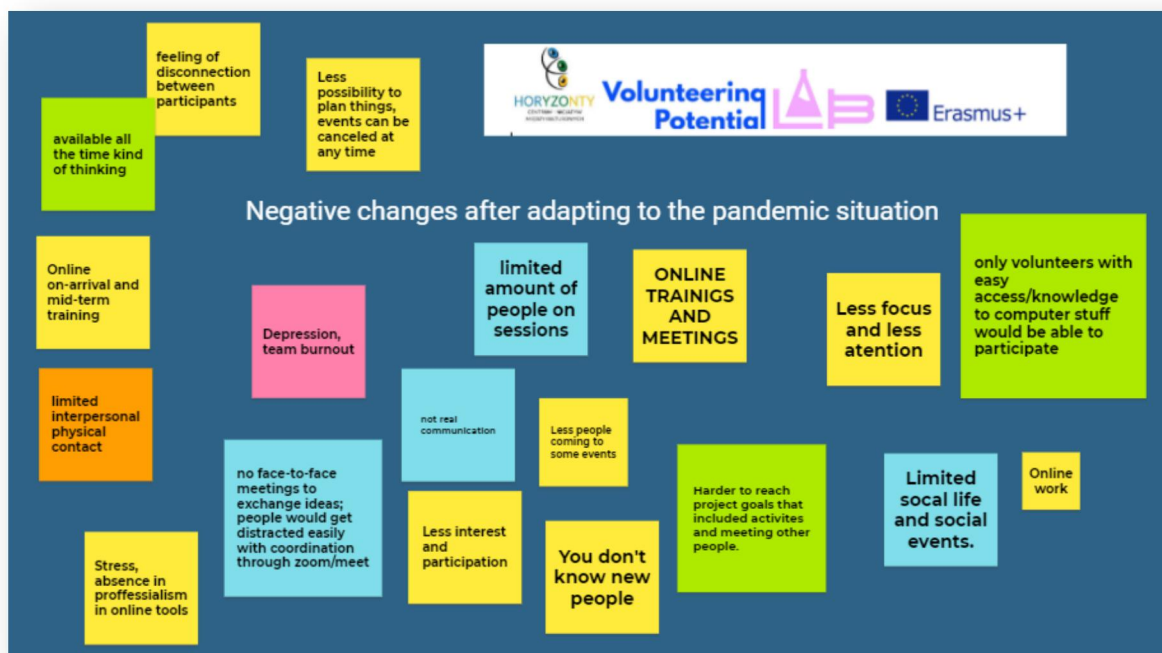 feeling of
disconnection
between
participants
Less
possibility to
plan things,
events can be
canceled at
any time
HORYZONTY
Volunteering
Potential
LAB
Erasmus+
available all
the time kind
of thinking
Negative changes after adapting to the pandemic situation
Online
on-arrival and
mid-term
training
Depression,
team burnout
limited
amount of
people on
sessions
ONLINE
TRAINIGS
AND
MEETINGS
Less focus
and less
atention
only volunteers with
easy
access/knowledge
to computer stuff
would be able to
participate
limited
interpersonal
physical
contact
not real
communication
Less people
coming to
some events
no face-to-face
meetings to
exchange ideas;
people would get
distracted easily
with coordination
through zoom/meet
Less interest
and
participation
Harder to reach
project goals that
included activites
and meeting other
people.
Limited
socal life
and social
events.
Online
work
Stress,
absence in
proffessialism
in online tools
You don't
know new
people